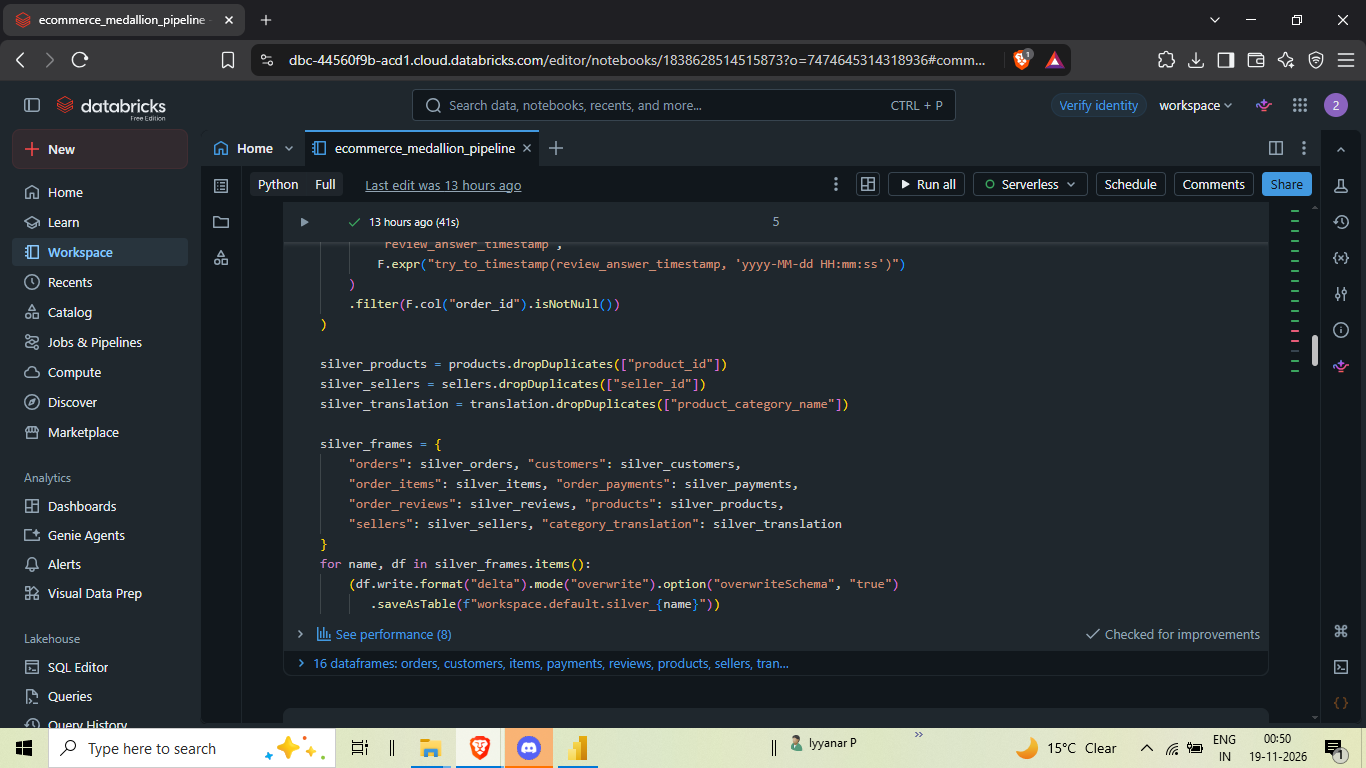 ecommerce_medallion_pipeline
dbc-44560f9b-acd1.cloud.databricks.com/editor/notebooks/1838628514515873?o=7474645314318936#comm...
1
databricks
Free Edition
Search data, notebooks, recents, and more...
CTRL + P
Verify identity
workspace
2
New
Home
Learn
Workspace
Recents
Catalog
Jobs & Pipelines
Compute
Discover
Marketplace
Analytics
Dashboards
Genie Agents
Alerts
Visual Data Prep
Lakehouse
SQL Editor
Queries
Query History
Home
ecommerce_medallion_pipeline
Python
Full
Last edit was 13 hours ago
Run all
Serverless
Schedule
Comments
Share
13 hours ago (41s)
5
"review_answer_timestamp",
F.expr("try_to_timestamp(review_answer_timestamp, 'yyyy-MM-dd HH:mm:ss')")
)
.filter(F.col("order_id").isNotNull())
)
silver_products = products.dropDuplicates(["product_id"])
silver_sellers = sellers.dropDuplicates(["seller_id"])
silver_translation = translation.dropDuplicates(["product_category_name"])
silver_frames = {
"orders": silver_orders, "customers": silver_customers,
"order_items": silver_items, "order_payments": silver_payments,
"order_reviews": silver_reviews, "products": silver_products,
"sellers": silver_sellers, "category_translation": silver_translation
}
for name, df in silver_frames.items():
(df.write.format("delta").mode("overwrite").option("overwriteSchema", "true")
.saveAsTable(f"workspace.default.silver_{name}"))
See performance (8)
Checked for improvements
16 dataframes: orders, customers, items, payments, reviews, products, sellers, tran...
Type here to search
Iyyanar P
15°C Clear
ENG
IN
00:50
19-11-2026
1